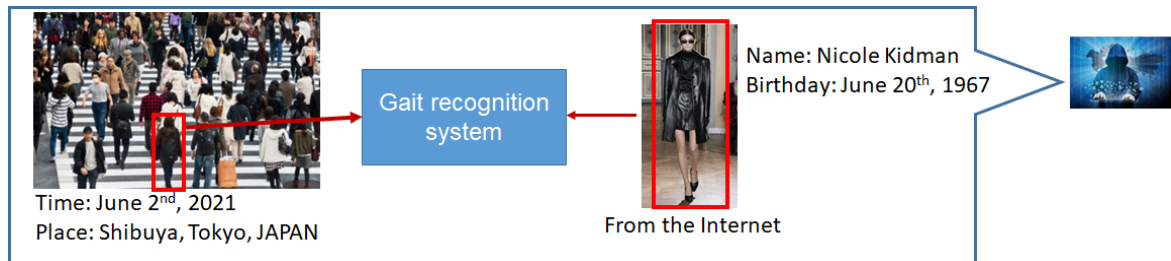 Gait recognition
system
Name: Nicole Kidman
Birthday: June 20th, 1967
Time: June 2nd, 2021
Place: Shibuya, Tokyo, JAPAN
From the Internet